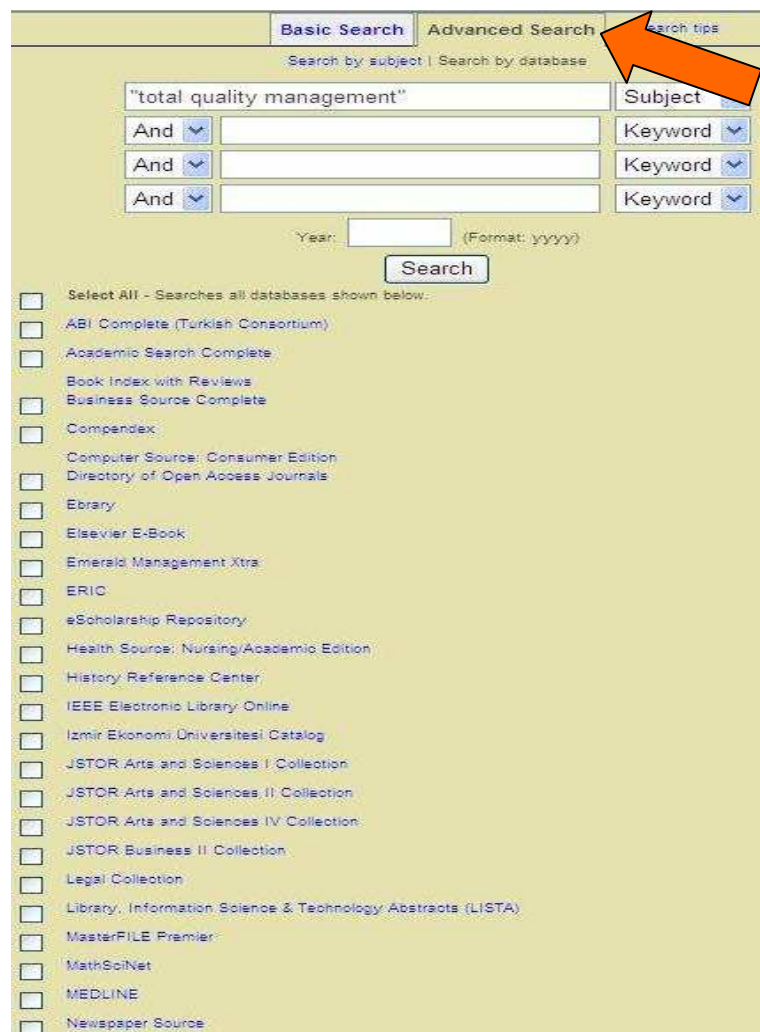 Basic Search Advanced Search Search tips
Search by subject | Search by database
"total quality management" Subject
And Keyword
And Keyword
And Keyword
Year: (Format: yyyy)
Search
Select All - Searches all databases shown below.
ABI Complete (Turkish Consortium)
Academic Search Complete
Book Index with Reviews
Business Source Complete
Compendex
Computer Source: Consumer Edition
Directory of Open Access Journals
Ebrary
Elsevier E-Book
Emerald Management Xtra
ERIC
eScholarship Repository
Health Source: Nursing/Academic Edition
History Reference Center
IEEE Electronic Library Online
Izmir Ekonomi Üniversitesi Catalog
JSTOR Arts and Sciences I Collection
JSTOR Arts and Sciences II Collection
JSTOR Arts and Sciences IV Collection
JSTOR Business II Collection
Legal Collection
Library, Information Science & Technology Abstracts (LISTA)
MasterFILE Premier
MathSciNet
MEDLINE
Newspaper Source